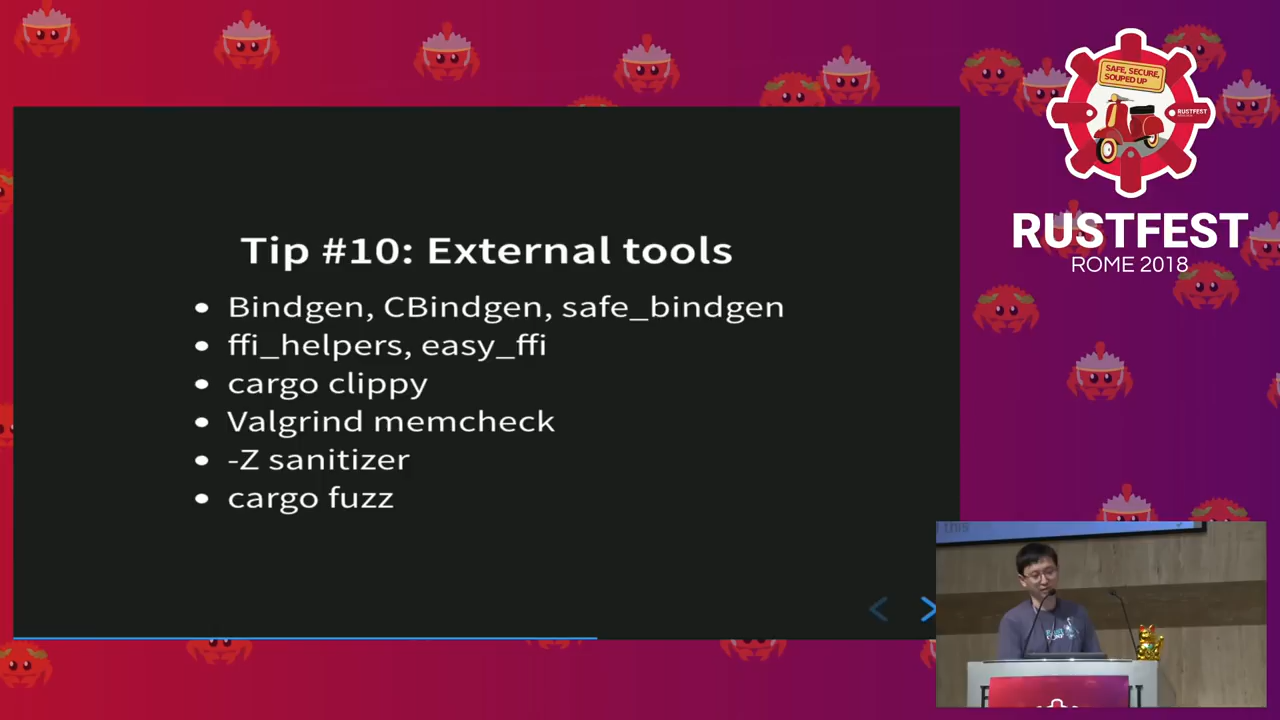 SAFE, SECURE,
SOUPED UP
RUSTFEST
RUSTFEST
ROME 2018
Tip #10: External tools
Bindgen, CBindgen, safe_bindgen
ffi_helpers, easy_ffi
cargo clippy
Valgrind memcheck
-Z sanitizer
cargo fuzz